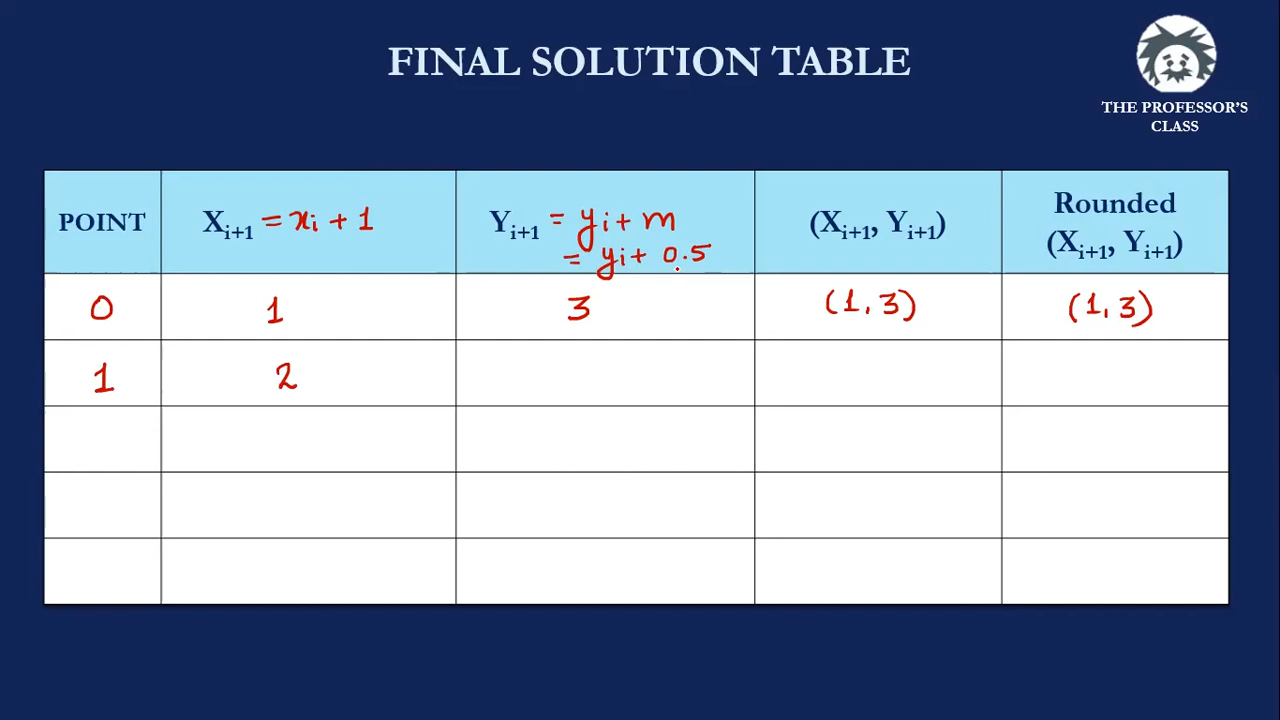 FINAL SOLUTION TABLE
THE PROFESSOR'S
CLASS
POINT
Xi+1 = xi + 1
Yi+1 = yi + m
= yi + 0.5
(Xi+1, Yi+1)
Rounded
(Xi+1, Yi+1)
0 1 3 (1, 3) (1, 3)
1 2